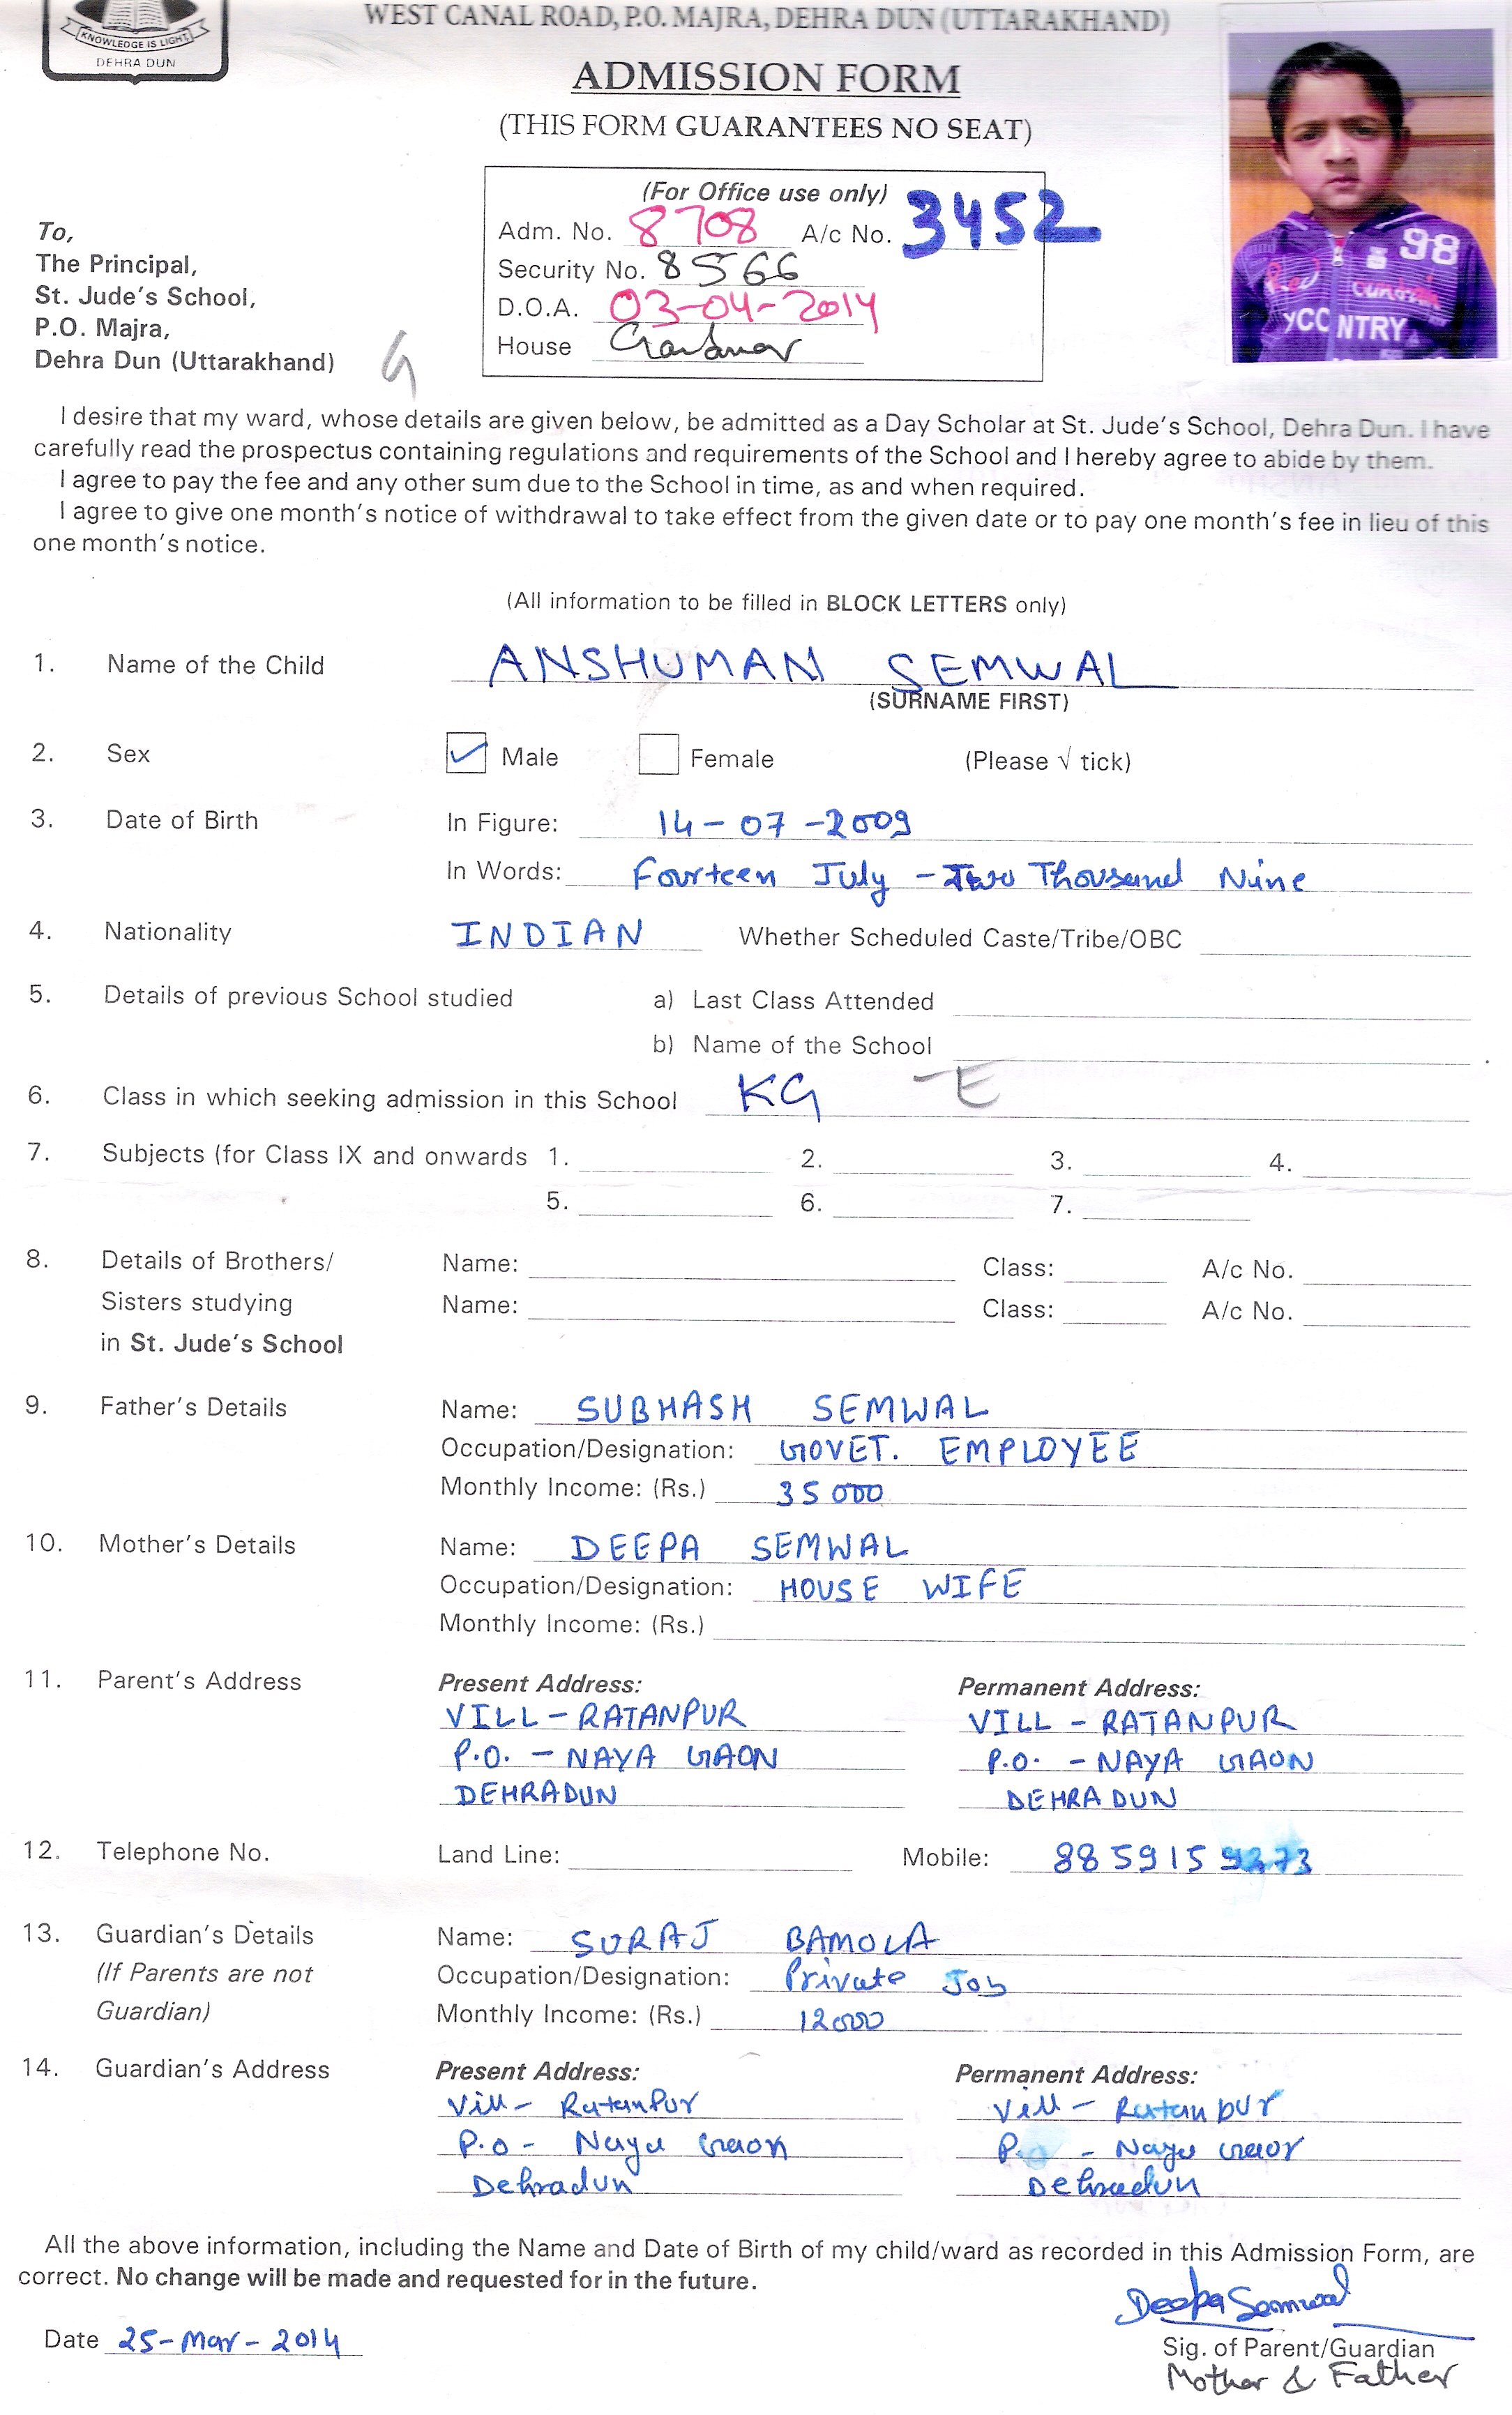 WEST CANAL ROAD, P.O. MAJRA, DEHRA DUN (UTTARAKHAND)
KNOWLEDGE IS LIGHT
DEHRA DUN
ADMISSION FORM
(THIS FORM GUARANTEES NO SEAT)
98
Red Country
YCC NTRY
(For Office use only)
Adm. No. 8708 A/c No. 3452
Security No. 8566
D.O.A. 03-04-2014
House
To,
The Principal,
St. Jude's School,
P.O. Majra,
Dehra Dun (Uttarakhand)
G
I desire that my ward, whose details are given below, be admitted as a Day Scholar at St. Jude's School, Dehra Dun. I have
carefully read the prospectus containing regulations and requirements of the School and I hereby agree to abide by them.
I agree to pay the fee and any other sum due to the School in time, as and when required.
I agree to give one month's notice of withdrawal to take effect from the given date or to pay one month's fee in lieu of this
one month's notice.
(All information to be filled in BLOCK LETTERS only)
1. Name of the Child ANSHUMAN SEMWAL
(SURNAME FIRST)
2. Sex ✓ Male Female (Please √ tick)
3. Date of Birth In Figure: 14-07-2009
In Words: Fourteen July - Two Thousand Nine
4. Nationality INDIAN Whether Scheduled Caste/Tribe/OBC
5. Details of previous School studied a) Last Class Attended
b) Name of the School
6. Class in which seeking admission in this School KG E
7. Subjects (for Class IX and onwards 1. 2. 3. 4.
5. 6. 7.
8. Details of Brothers/ Name: Class: A/c No.
Sisters studying Name: Class: A/c No.
in St. Jude's School
9. Father's Details Name: SUBHASH SEMWAL
Occupation/Designation: GOVET. EMPLOYEE
Monthly Income: (Rs.) 35000
10. Mother's Details Name: DEEPA SEMWAL
Occupation/Designation: HOUSE WIFE
Monthly Income: (Rs.)
11. Parent's Address Present Address: Permanent Address:
VILL - RATANPUR VILL - RATANPUR
P.O. - NAYA GAON P.O. - NAYA GAON
DEHRADUN DEHRADUN
12. Telephone No. Land Line: Mobile: 8859159373
13. Guardian's Details Name: SURAJ BAMOLA
(If Parents are not Occupation/Designation: Private Job
Guardian) Monthly Income: (Rs.) 12000
14. Guardian's Address Present Address: Permanent Address:
Vill - Ratanpur Vill - Ratanpur
P.o - Naya Gaon P.o - Naya Gaon
Dehradun Dehradun
All the above information, including the Name and Date of Birth of my child/ward as recorded in this Admission Form, are
correct. No change will be made and requested for in the future.
Deepa Semwal
Date 25-Mar-2014
Sig. of Parent/Guardian
Mother & Father